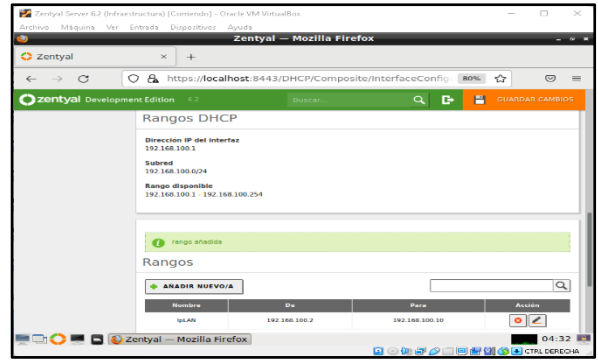 Zentyal Server 6.2 (Infraestructura) [Corriendo] - Oracle VM VirtualBox
Archivo Máquina Ver Entrada Dispositivos Ayuda
Zentyal — Mozilla Firefox
Zentyal
https://localhost:8443/DHCP/Composite/InterfaceConfig
80%
zentyal Development Edition 6.2
Buscar...
GUARDAR CAMBIOS
Rangos DHCP
Dirección IP del interfaz
192.168.100.1
Subred
192.168.100.0/24
Rango disponible
192.168.100.1 - 192.168.100.254
rango añadida
Rangos
AÑADIR NUEVO/A
Nombre De Para Acción
ipLAN 192.168.100.2 192.168.100.10
Zentyal — Mozilla Firefox
04:32
CTRL DERECHA